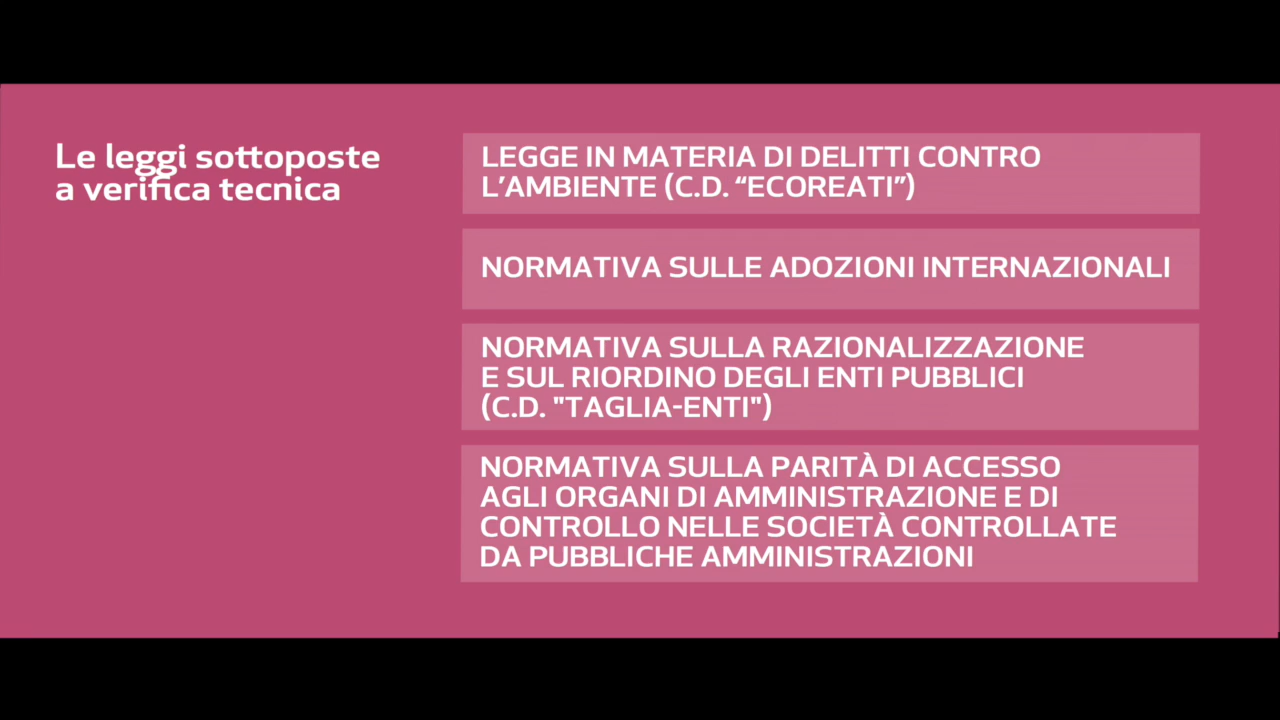 Le leggi sottoposte
a verifica tecnica
LEGGE IN MATERIA DI DELITTI CONTRO
L’AMBIENTE (C.D. “ECOREATI”)
NORMATIVA SULLE ADOZIONI INTERNAZIONALI
NORMATIVA SULLA RAZIONALIZZAZIONE
E SUL RIORDINO DEGLI ENTI PUBBLICI
(C.D. "TAGLIA-ENTI")
NORMATIVA SULLA PARITÀ DI ACCESSO
AGLI ORGANI DI AMMINISTRAZIONE E DI
CONTROLLO NELLE SOCIETÀ CONTROLLATE
DA PUBBLICHE AMMINISTRAZIONI